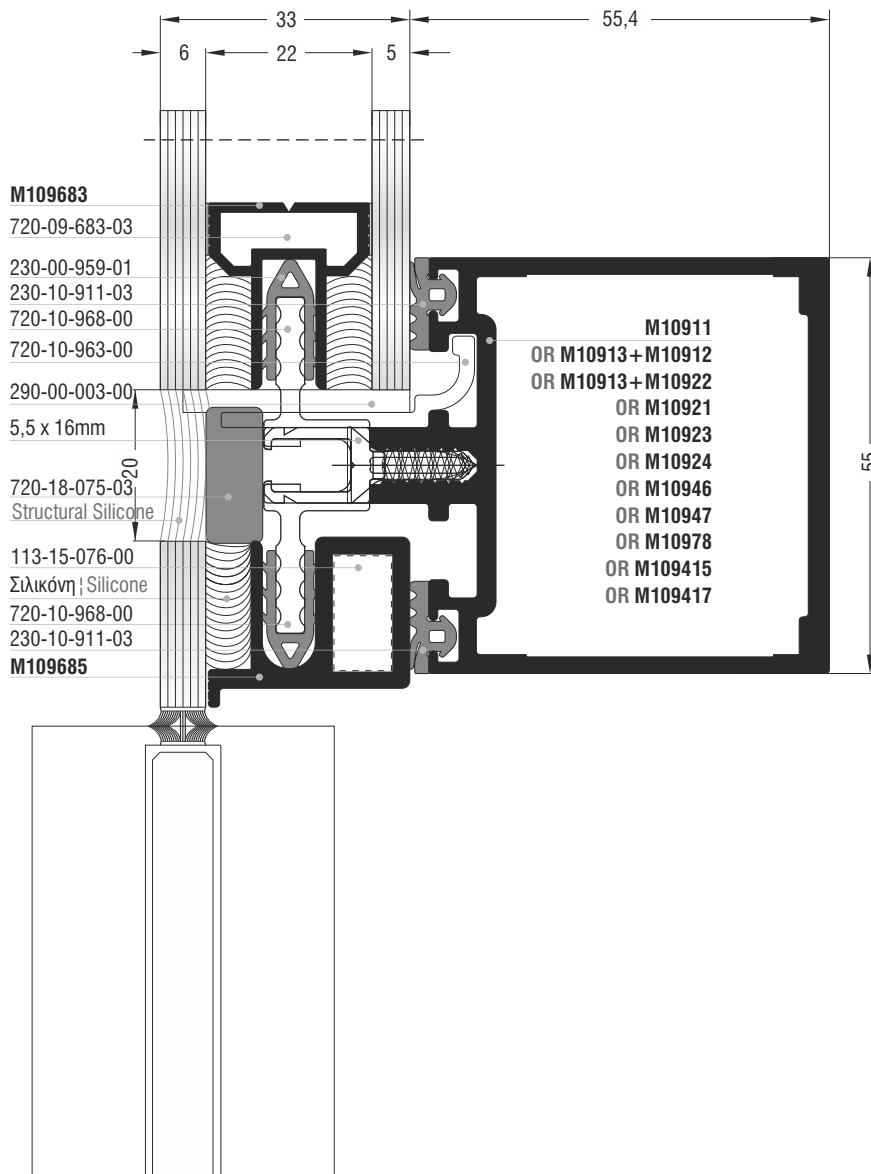 33
55,4
6
22
5
M109683
720-09-683-03
230-00-959-01
230-10-911-03
720-10-968-00
720-10-963-00
290-00-003-00
5,5 x 16mm
20
720-18-075-03
Structural Silicone
113-15-076-00
Σιλικόνη ¦ Silicone
720-10-968-00
230-10-911-03
M109685
M10911
OR M10913+M10912
OR M10913+M10922
OR M10921
OR M10923
OR M10924
OR M10946
OR M10947
OR M10978
OR M109415
OR M109417
55